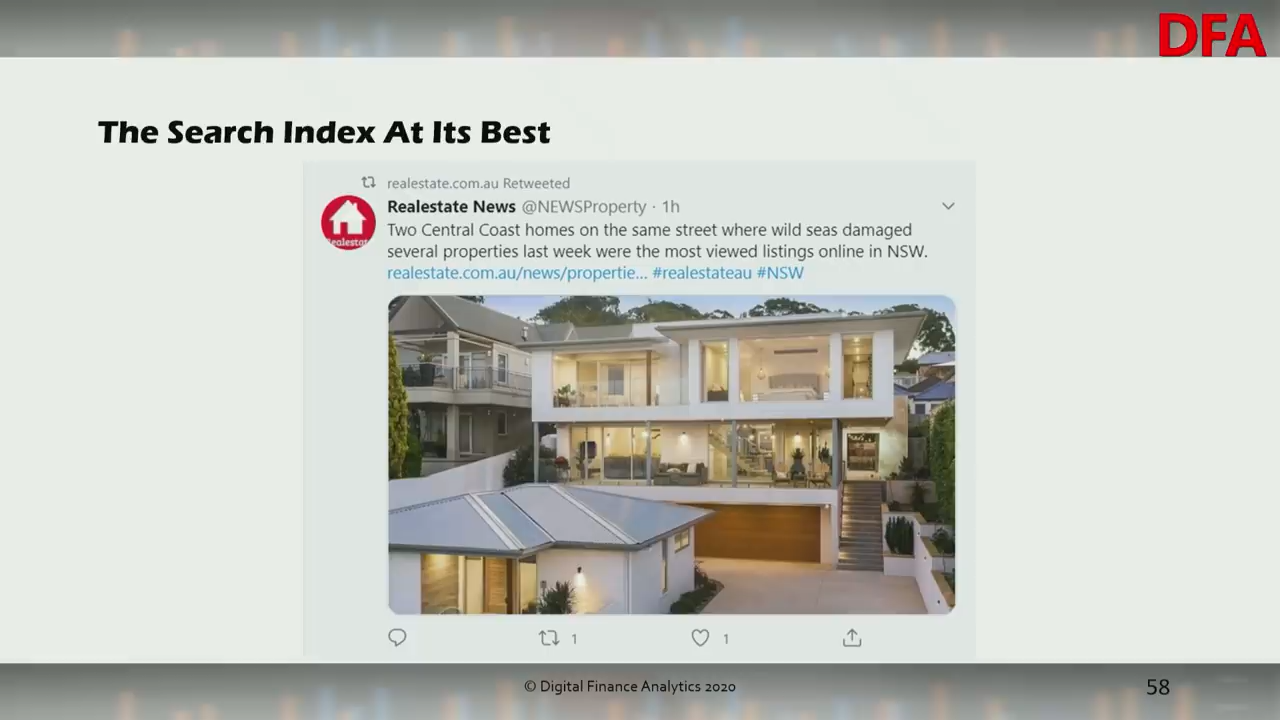 DFA
The Search Index At Its Best
realestate.com.au Retweeted
Realestate News @NEWSProperty · 1h
Two Central Coast homes on the same street where wild seas damaged
several properties last week were the most viewed listings online in NSW.
realestate.com.au/news/propertie... #realestateau #NSW
Realestat
1
1
© Digital Finance Analytics 2020
58